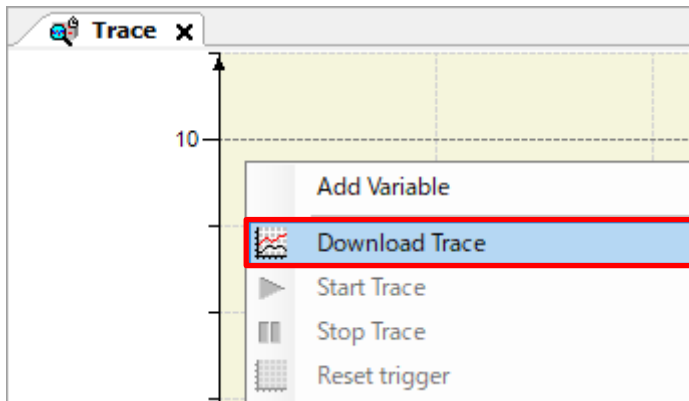 Trace
10
Add Variable
Download Trace
Start Trace
Stop Trace
Reset trigger